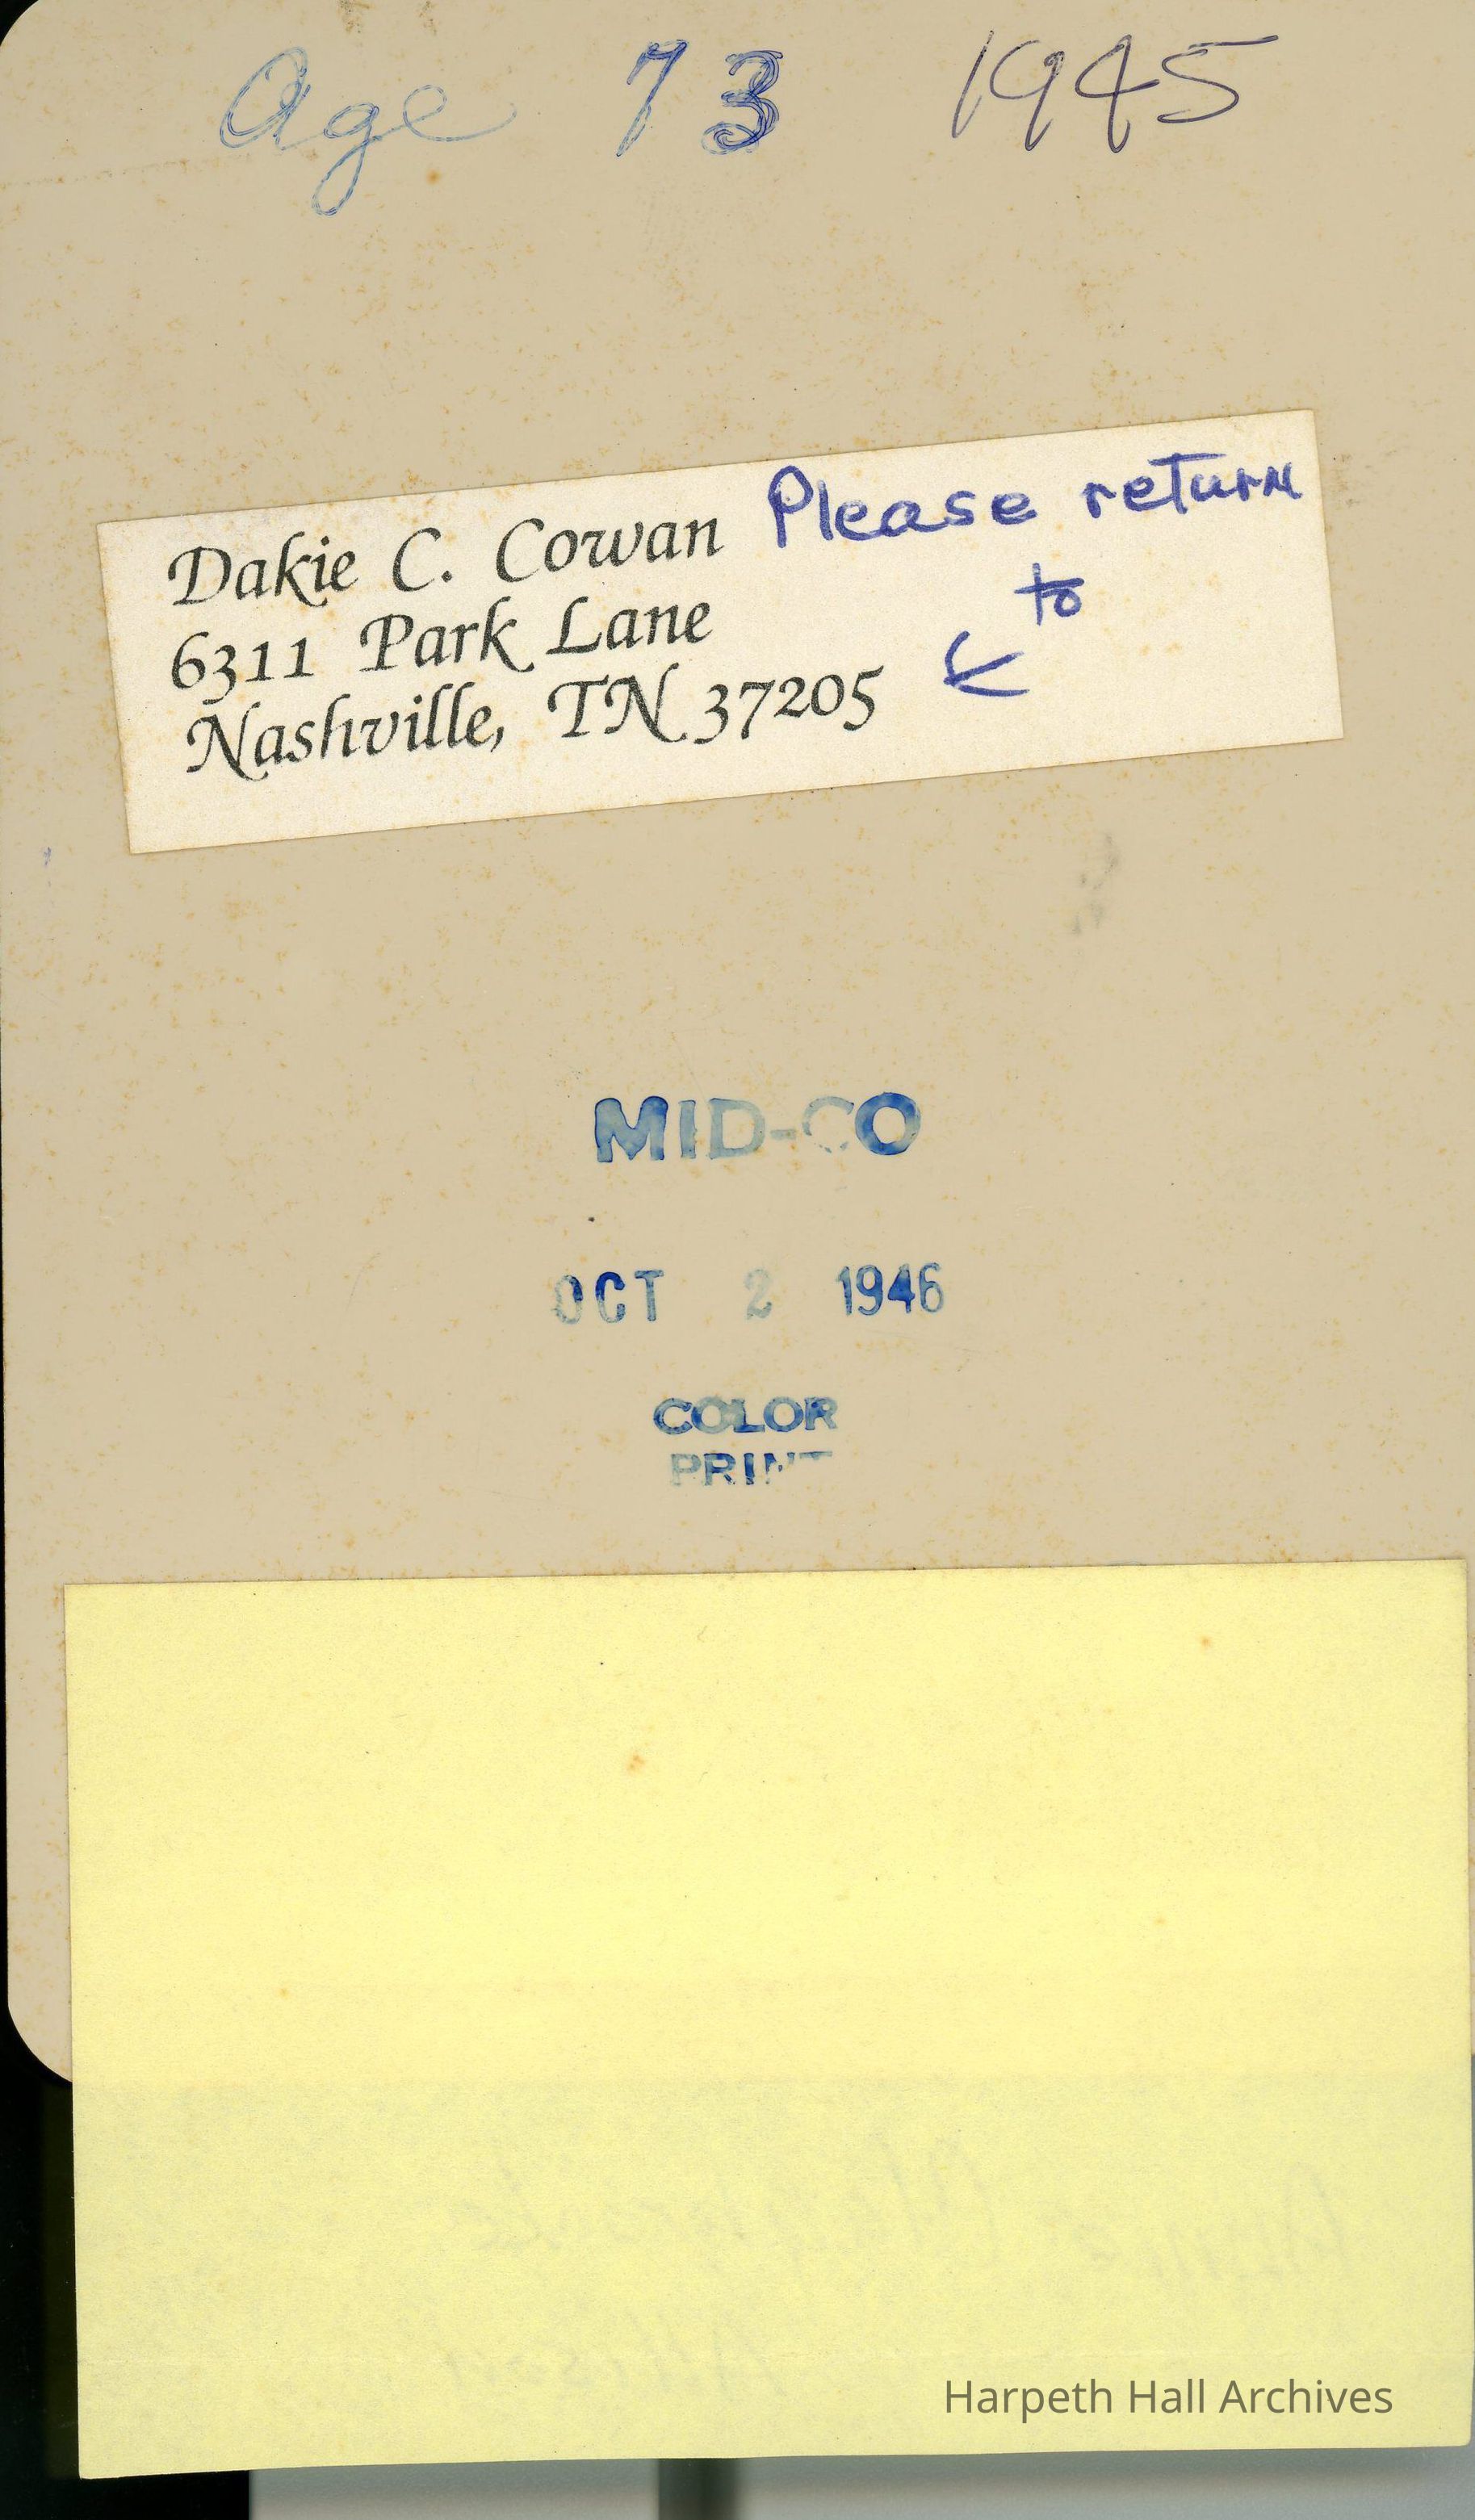 Age 73 1945
Dakie C. Cowan Please return
6311 Park Lane to
Nashville, TN 37205
MID-CO
OCT 2 1946
COLOR
PRINT
Harpeth Hall Archives